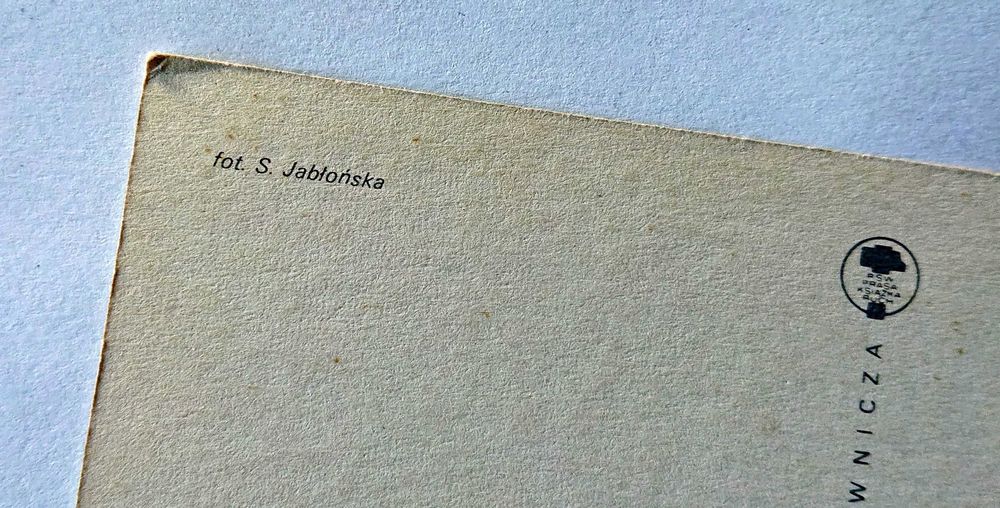 fot. S. Jabłońska
RSW
PRASA
KSIĄŻKA
RUCH
WNICZA